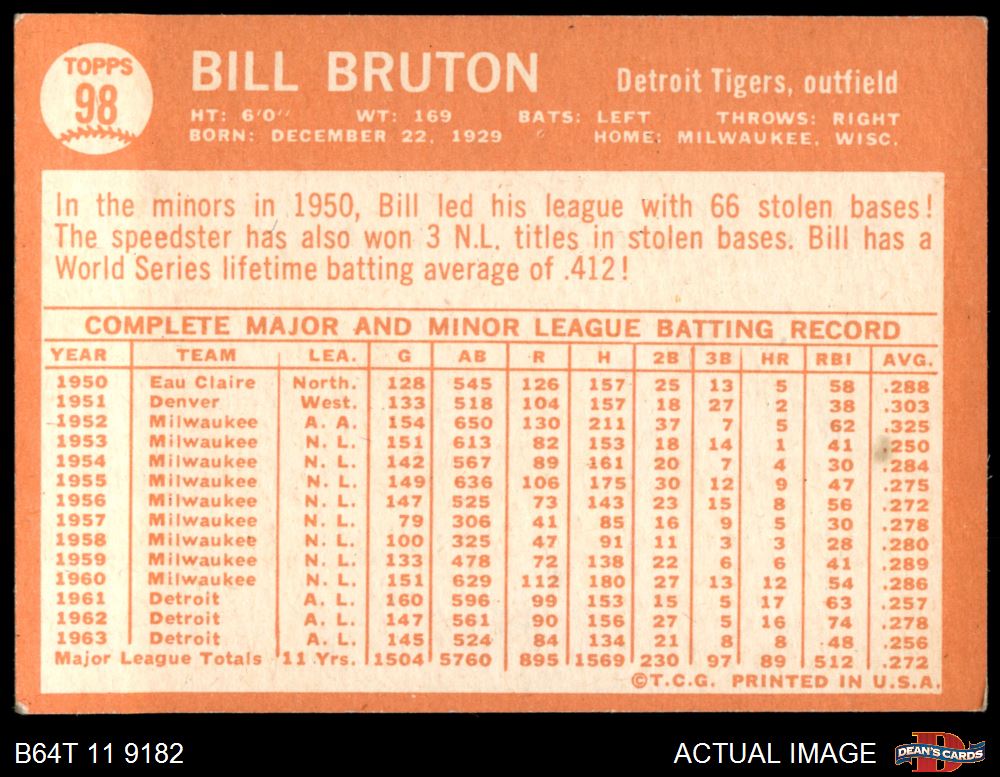 TOPPS
98
BILL BRUTON Detroit Tigers, outfield
HT: 6'0" WT: 169 BATS: LEFT THROWS: RIGHT
BORN: DECEMBER 22, 1929 HOME: MILWAUKEE, WISC.
In the minors in 1950, Bill led his league with 66 stolen bases!
The speedster has also won 3 N.L. titles in stolen bases. Bill has a
World Series lifetime batting average of .412!
COMPLETE MAJOR AND MINOR LEAGUE BATTING RECORD
YEAR TEAM LEA. G AB R H 2B 3B HR RBI AVG.
1950 Eau Claire North. 128 545 126 157 25 13 5 58 .288
1951 Denver West. 133 518 104 157 18 27 2 38 .303
1952 Milwaukee A. A. 154 650 130 211 37 7 5 62 .325
1953 Milwaukee N. L. 151 613 82 153 18 14 1 41 .250
1954 Milwaukee N. L. 142 567 89 161 20 7 4 30 .284
1955 Milwaukee N. L. 149 636 106 175 30 12 9 47 .275
1956 Milwaukee N. L. 147 525 73 143 23 15 8 56 .272
1957 Milwaukee N. L. 79 306 41 85 16 9 5 30 .278
1958 Milwaukee N. L. 100 325 47 91 11 3 3 28 .280
1959 Milwaukee N. L. 133 478 72 138 22 6 6 41 .289
1960 Milwaukee N. L. 151 629 112 180 27 13 12 54 .286
1961 Detroit A. L. 160 596 99 153 15 5 17 63 .257
1962 Detroit A. L. 147 561 90 156 27 5 16 74 .278
1963 Detroit A. L. 145 524 84 134 21 8 8 48 .256
Major League Totals 11 Yrs. 1504 5760 895 1569 230 97 89 512 .272
©T.C.G. PRINTED IN U.S.A.
B64T 11 9182 ACTUAL IMAGE DEAN'S CARDS